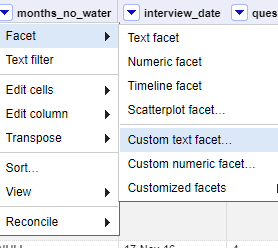 months_no_water interview_date ques
Facet
Text filter
Edit cells
Edit column
Transpose
Sort...
View
Reconcile
Text facet
Numeric facet
Timeline facet
Scatterplot facet...
Custom text facet...
Custom numeric facet...
Customized facets
17-Nov-16 4